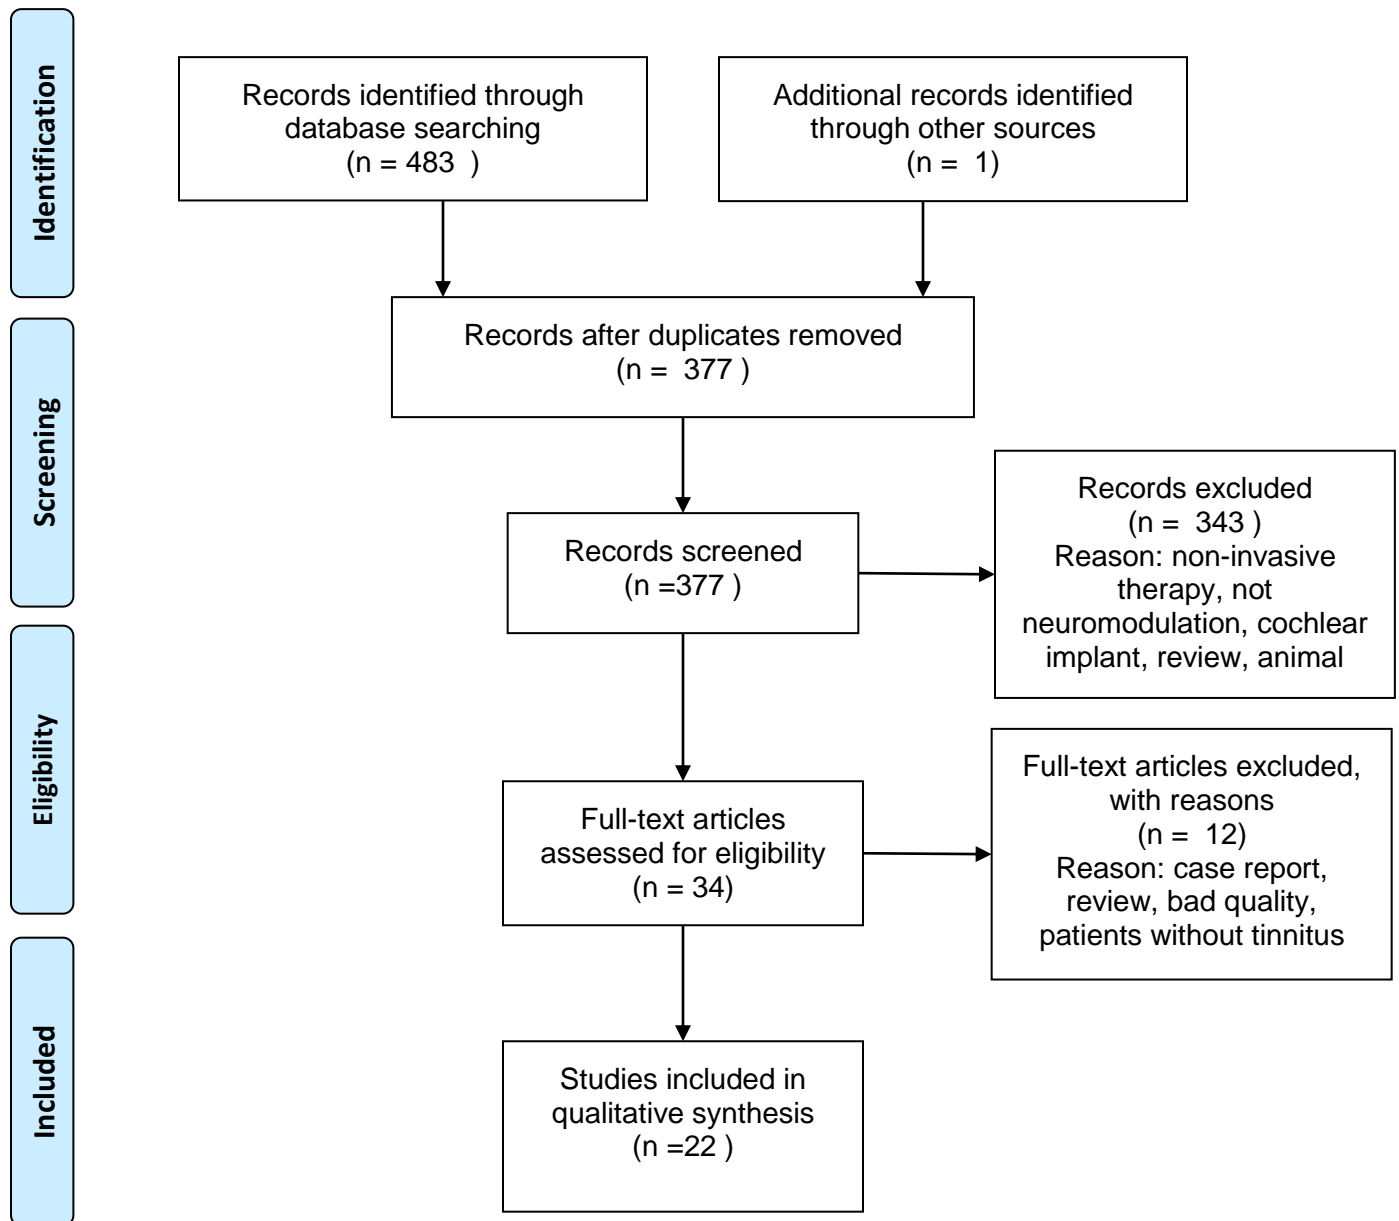 Identification
Records identified through
database searching
(n = 483  )
Additional records identified
through other sources
(n =  1)
Records after duplicates removed
(n =  377 )
Screening
Records screened
(n =377 )
Records excluded
(n =  343 )
Reason: non-invasive
therapy, not
neuromodulation, cochlear
implant, review, animal
Eligibility
Full-text articles
assessed for eligibility
(n = 34)
Full-text articles excluded,
with reasons
(n =  12)
Reason: case report,
review, bad quality,
patients without tinnitus
Included
Studies included in
qualitative synthesis
(n =22 )